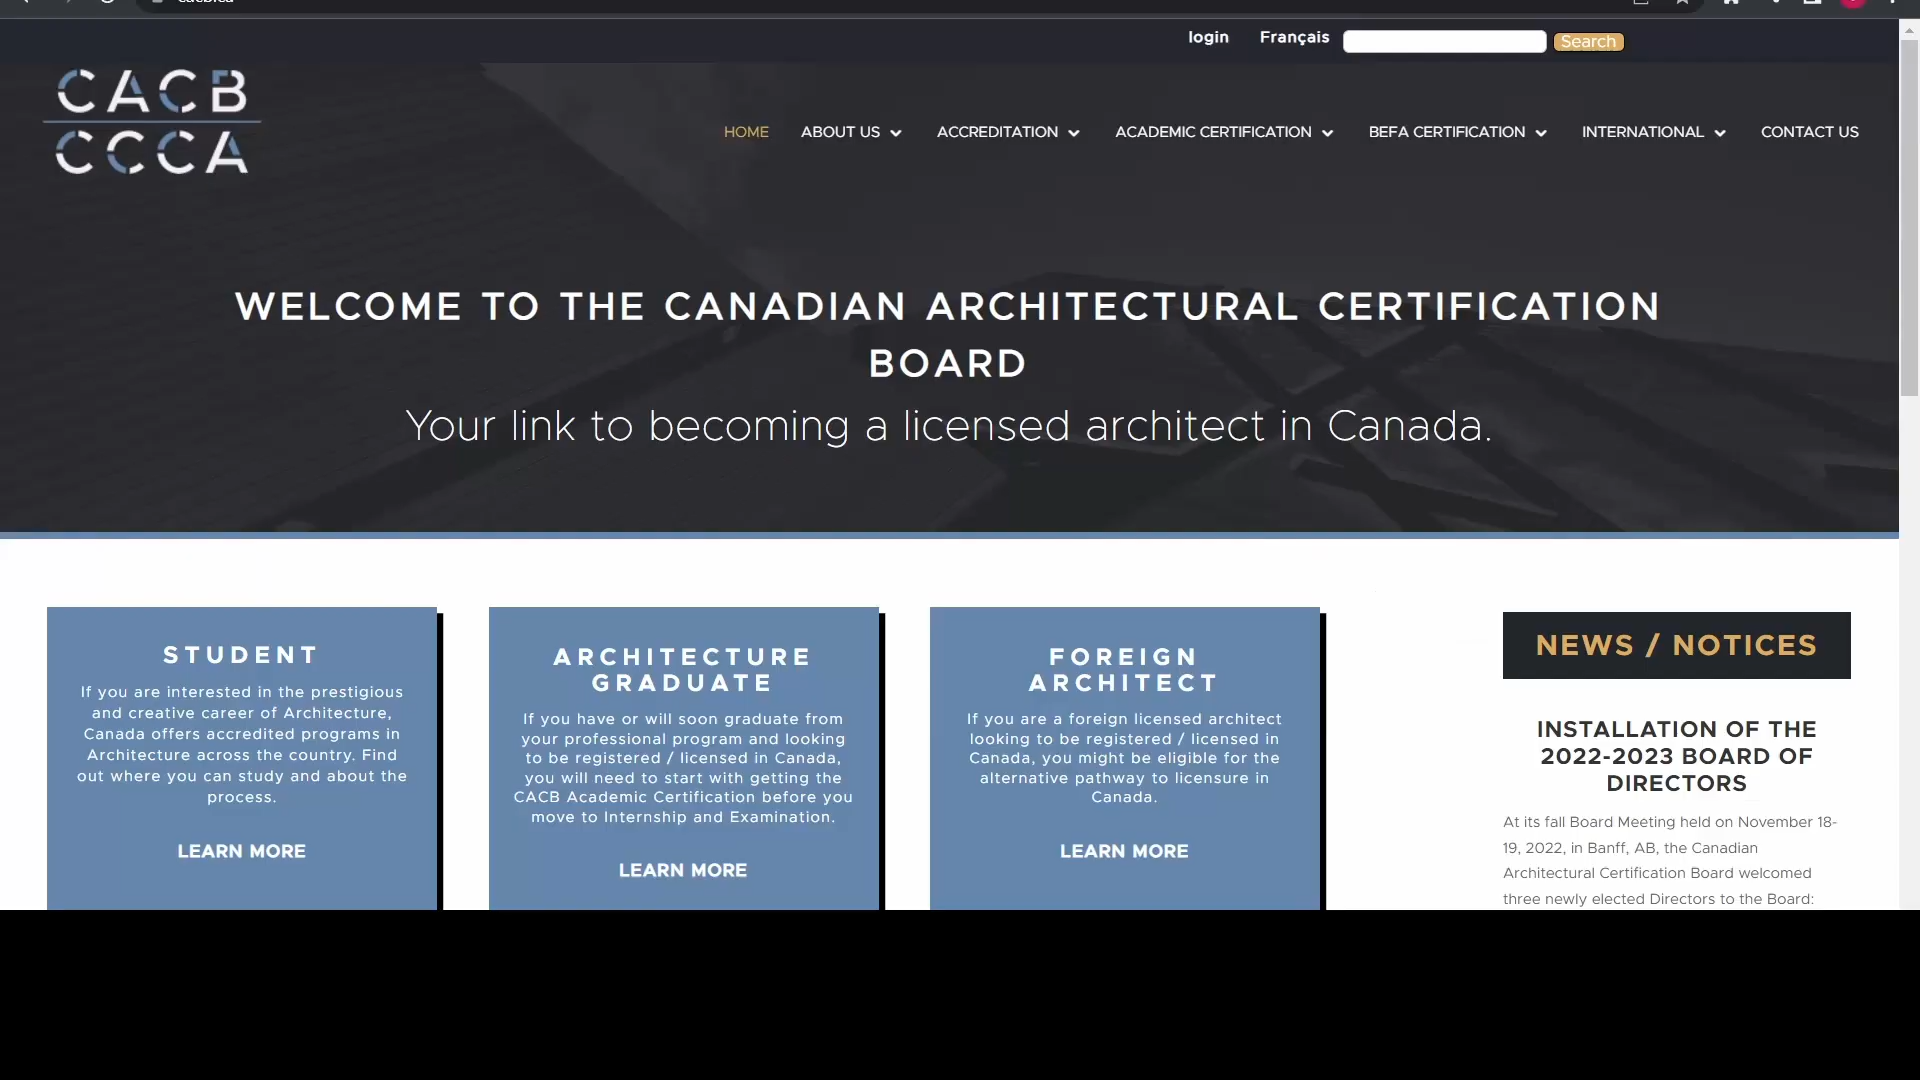 login Français Search
CACB
CCCA
HOME ABOUT US ACCREDITATION ACADEMIC CERTIFICATION BEFA CERTIFICATION INTERNATIONAL CONTACT US
WELCOME TO THE CANADIAN ARCHITECTURAL CERTIFICATION
BOARD
Your link to becoming a licensed architect in Canada.
STUDENT
If you are interested in the prestigious
and creative career of Architecture,
Canada offers accredited programs in
Architecture across the country. Find
out where you can study and about the
process.
LEARN MORE
ARCHITECTURE
GRADUATE
If you have or will soon graduate from
your professional program and looking
to be registered / licensed in Canada,
you will need to start with getting the
CACB Academic Certification before you
move to Internship and Examination.
LEARN MORE
FOREIGN
ARCHITECT
If you are a foreign licensed architect
looking to be registered / licensed in
Canada, you might be eligible for the
alternative pathway to licensure in
Canada.
LEARN MORE
NEWS / NOTICES
INSTALLATION OF THE
2022-2023 BOARD OF
DIRECTORS
At its fall Board Meeting held on November 18-
19, 2022, in Banff, AB, the Canadian
Architectural Certification Board welcomed
three newly elected Directors to the Board: